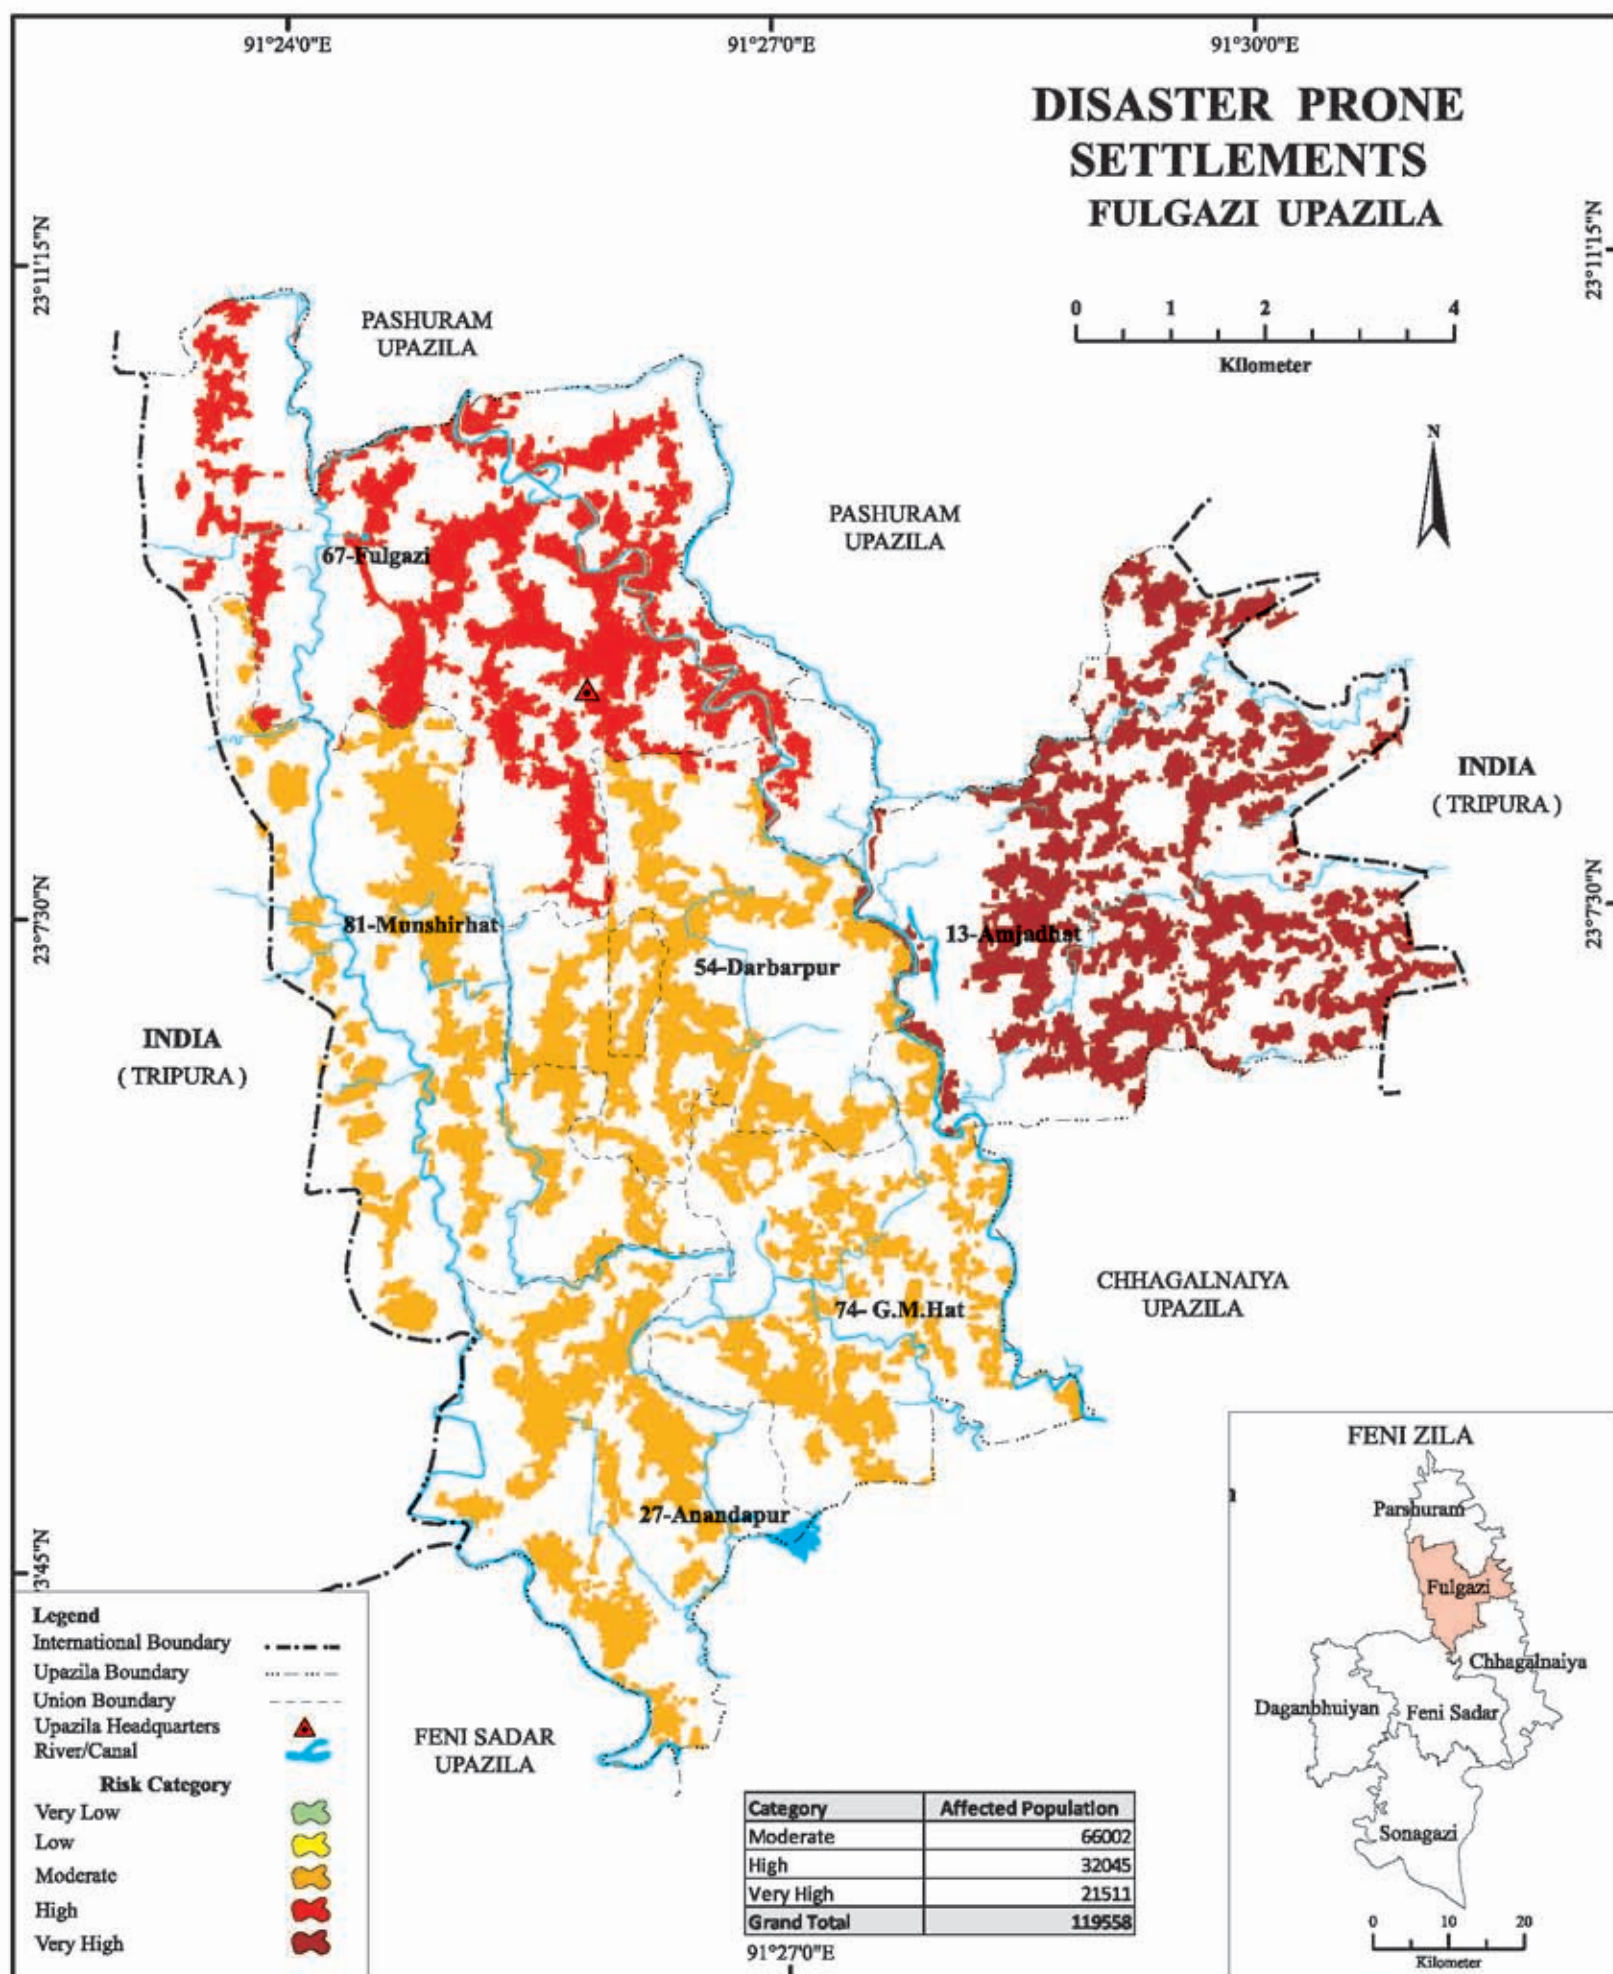 91°24'0"E
91°27'0"E
91°30'0"E
DISASTER PRONE
SETTLEMENTS
FULGAZI UPAZILA
23°11'15"N
23°11'15"N
0 1 2 4
Kilometer
PASHURAM
UPAZILA
N
PASHURAM
UPAZILA
67-Fulgazi
INDIA
( TRIPURA )
23°7'30"N
23°7'30"N
81-Munshirhat
13-Amjadhat
54-Darbarpur
INDIA
( TRIPURA )
CHHAGALNAIYA
UPAZILA
74- G.M.Hat
27-Anandapur
3'45"N
FENI SADAR
UPAZILA
Legend
International Boundary
Upazila Boundary
Union Boundary
Upazila Headquarters
River/Canal
Risk Category
Very Low
Low
Moderate
High
Very High
Category Affected Population
Moderate 66002
High 32045
Very High 21511
Grand Total 119558
91°27'0"E
FENI ZILA
Parshuram
Fulgazi
Chhagalnaiya
Daganbhuiyan
Feni Sadar
Sonagazi
0 10 20
Kilometer